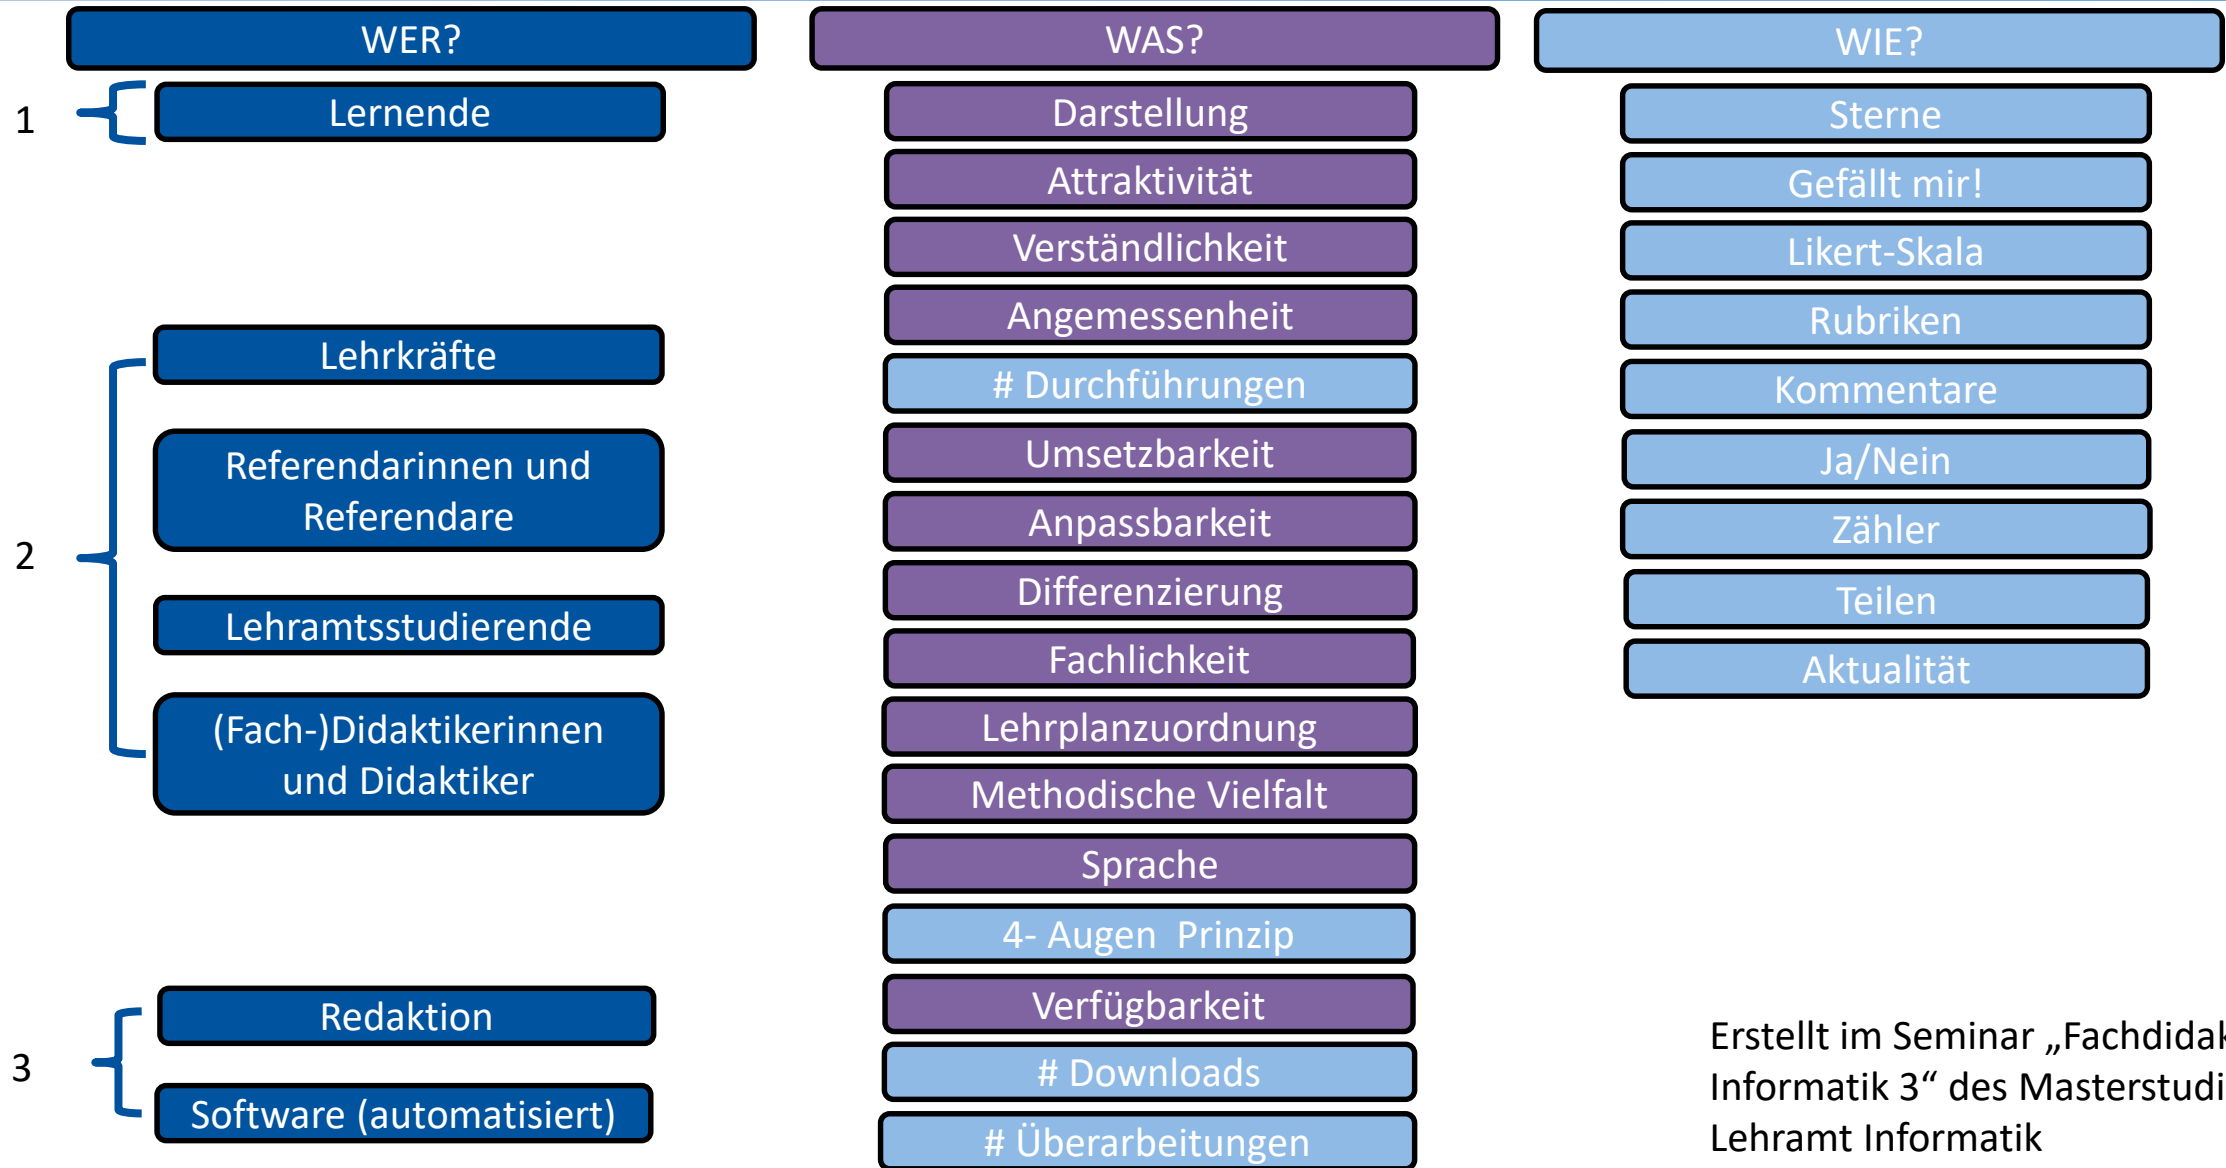 WER?
1
Lernende
2
Lehrkräfte
Referendarinnen und
Referendare
Lehramtsstudierende
(Fach-)Didaktikerinnen
und Didaktiker
3
Redaktion
Software (automatisiert)
WAS?
Darstellung
Attraktivität
Verständlichkeit
Angemessenheit
# Durchführungen
Umsetzbarkeit
Anpassbarkeit
Differenzierung
Fachlichkeit
Lehrplanzuordnung
Methodische Vielfalt
Sprache
4- Augen Prinzip
Verfügbarkeit
# Downloads
# Überarbeitungen
WIE?
Sterne
Gefällt mir!
Likert-Skala
Rubriken
Kommentare
Ja/Nein
Zähler
Teilen
Aktualität
Erstellt im Seminar „Fachdidak
Informatik 3“ des Masterstudi
Lehramt Informatik